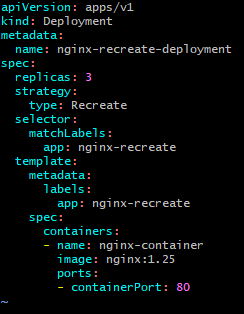 apiVersion: apps/v1
kind: Deployment
metadata:
  name: nginx-recreate-deployment
spec:
  replicas: 3
  strategy:
    type: Recreate
  selector:
    matchLabels:
      app: nginx-recreate
  template:
    metadata:
      labels:
        app: nginx-recreate
    spec:
      containers:
      - name: nginx-container
        image: nginx:1.25
        ports:
        - containerPort: 80
~